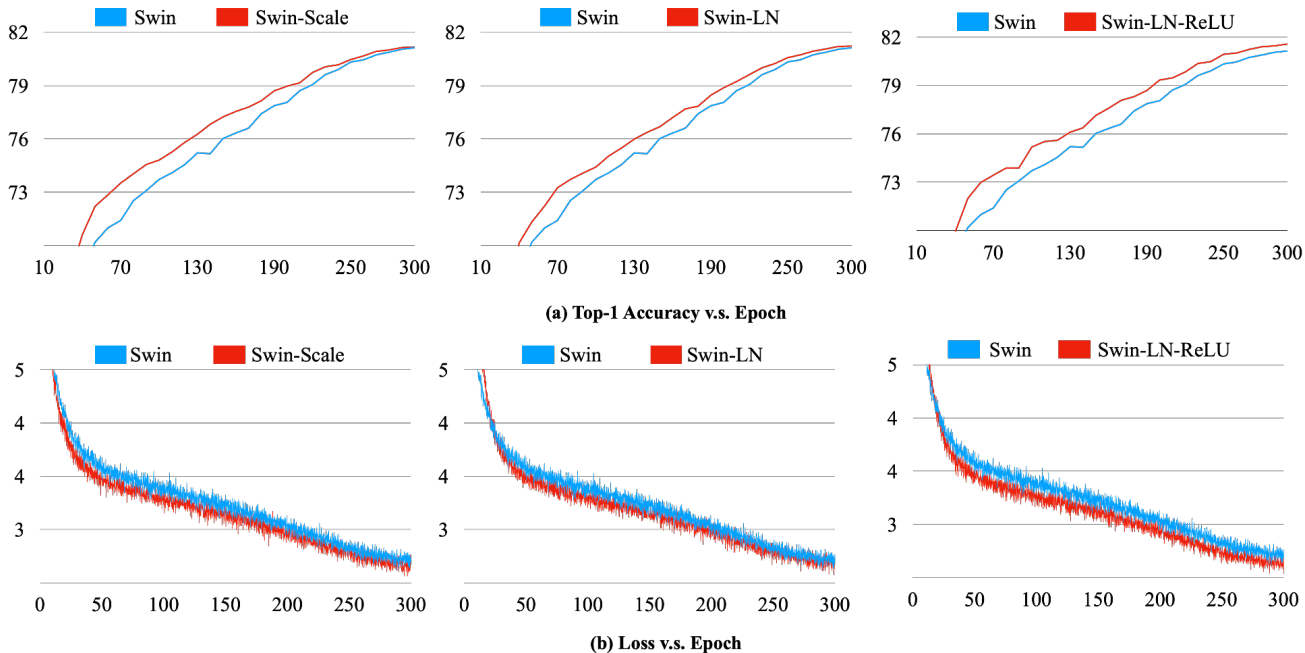 Swin Swin-Scale
82
79
76
73
10 70 130 190 250 300
Swin Swin-LN
82
79
76
73
10 70 130 190 250 300
Swin Swin-LN-ReLU
82
79
76
73
10 70 130 190 250 300
(a) Top-1 Accuracy v.s. Epoch
Swin Swin-Scale
5
4
4
3
0 50 100 150 200 250 300
Swin Swin-LN
5
4
4
3
0 50 100 150 200 250 300
Swin Swin-LN-ReLU
5
4
4
3
0 50 100 150 200 250 300
(b) Loss v.s. Epoch